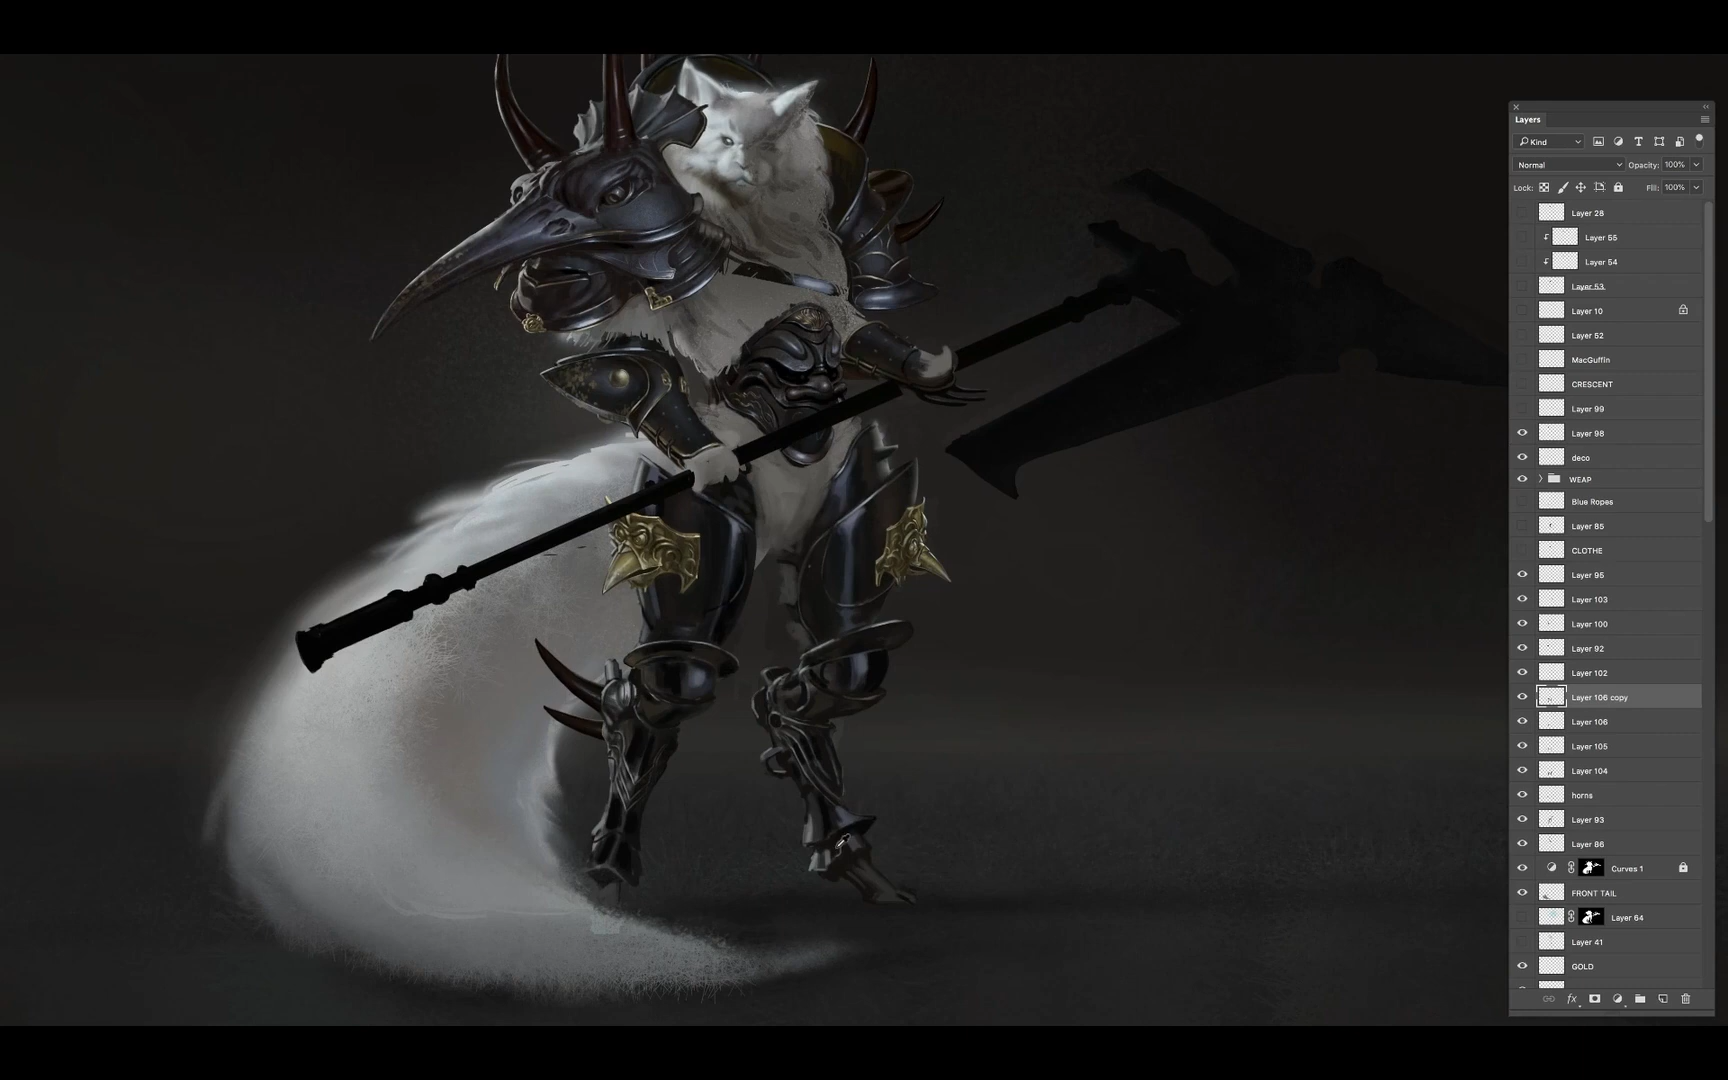 Layers
Kind
Normal Opacity: 100%
Lock: Fill: 100%
Layer 28
Layer 55
Layer 54
Layer 53
Layer 10
Layer 52
MacGuffin
CRESCENT
Layer 99
Layer 98
deco
WEAP
Blue Ropes
Layer 85
CLOTHE
Layer 95
Layer 103
Layer 100
Layer 92
Layer 102
Layer 106 copy
Layer 106
Layer 105
Layer 104
horns
Layer 93
Layer 86
Curves 1
FRONT TAIL
Layer 64
Layer 41
GOLD
fx